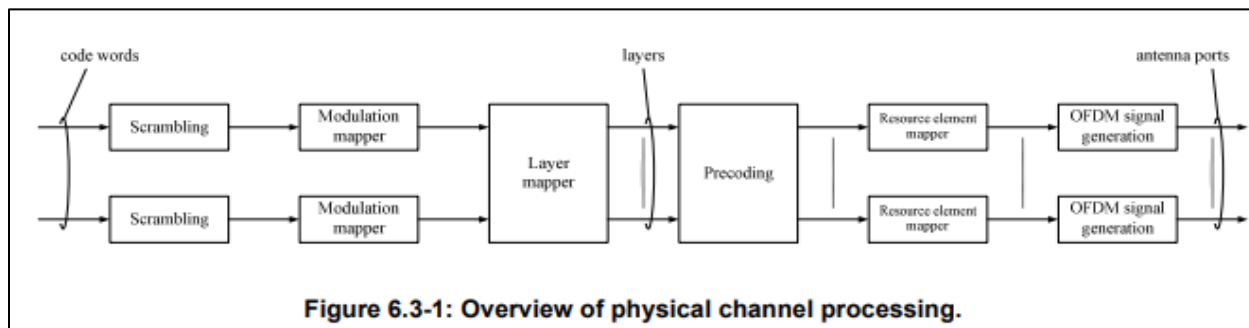 code words
layers
antenna ports
Scrambling
Modulation
mapper
Layer
mapper
Precoding
Resource element
mapper
OFDM signal
generation
Scrambling
Modulation
mapper
Resource element
mapper
OFDM signal
generation
Figure 6.3-1: Overview of physical channel processing.